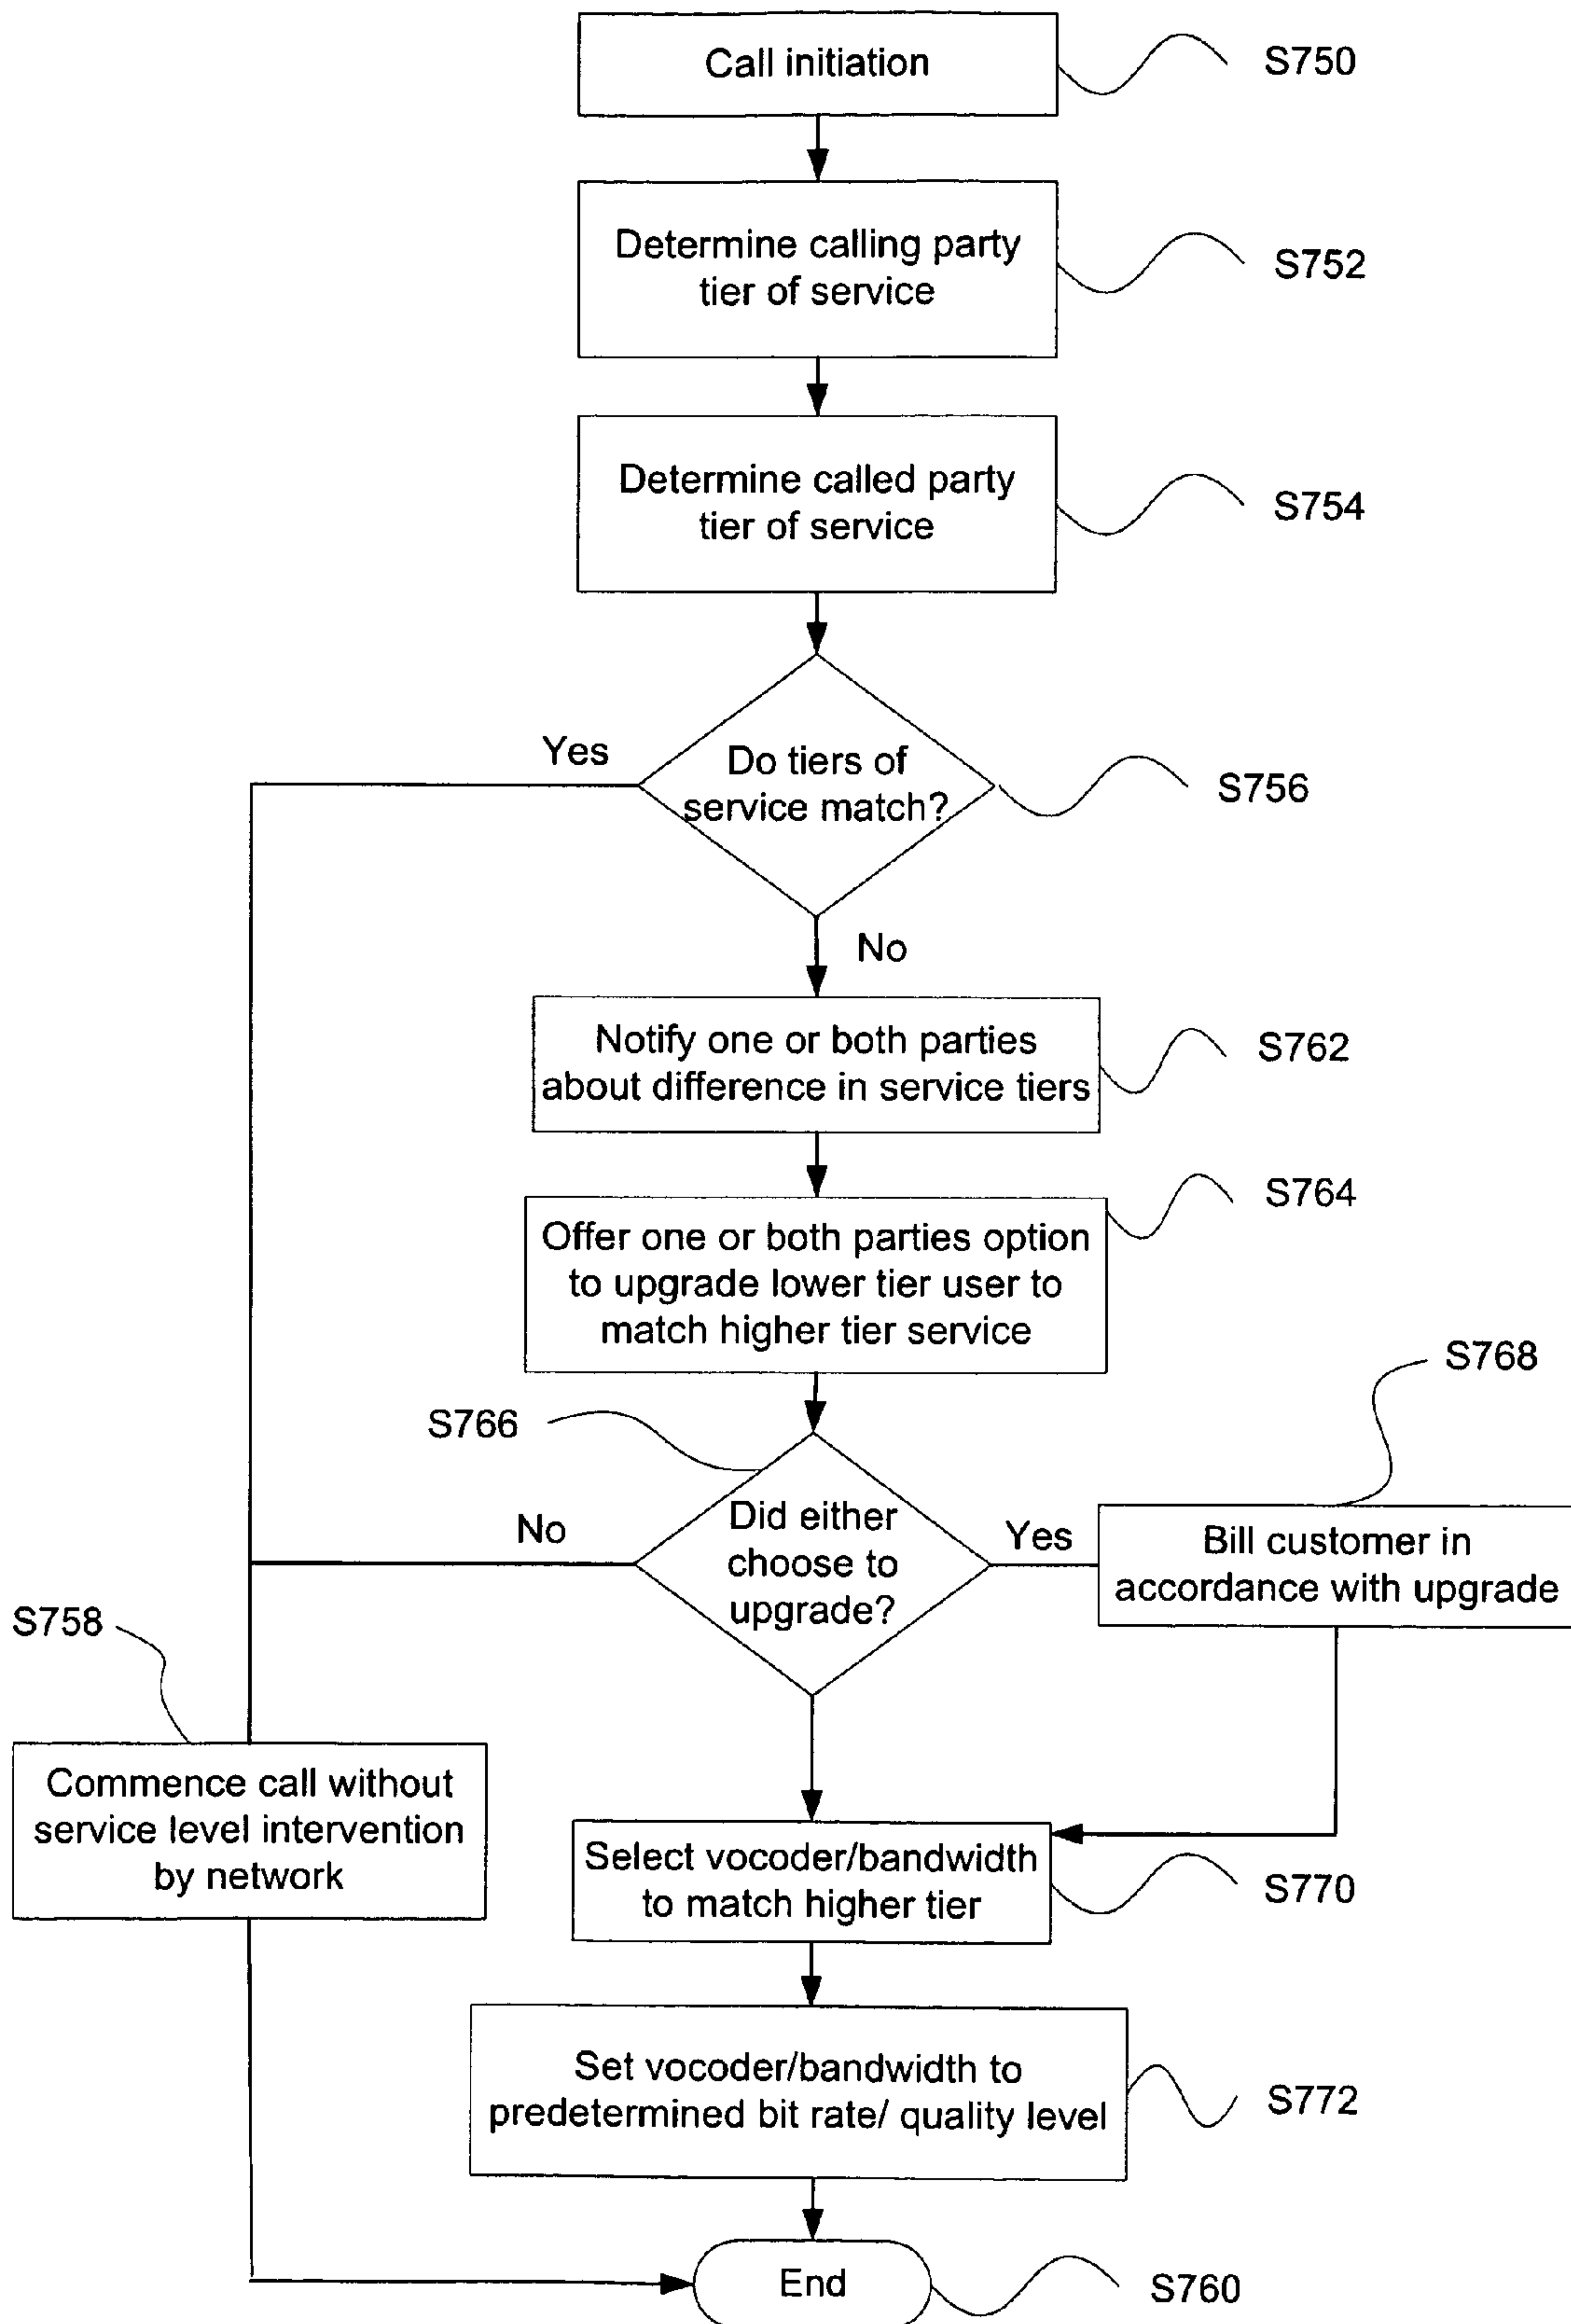 Call initiation
S750
Determine calling party
tier of service
S752
Determine called party
tier of service
S754
Yes
Do tiers of
service match?
S756
No
Notify one or both parties
about difference in service tiers
S762
Offer one or both parties option
to upgrade lower tier user to
match higher tier service
S764
S768
S766
No
Did either
choose to
upgrade?
Yes
Bill customer in
accordance with upgrade
S758
Commence call without
service level intervention
by network
Select vocoder/bandwidth
to match higher tier
S770
Set vocoder/bandwidth to
predetermined bit rate/ quality level
S772
End
S760